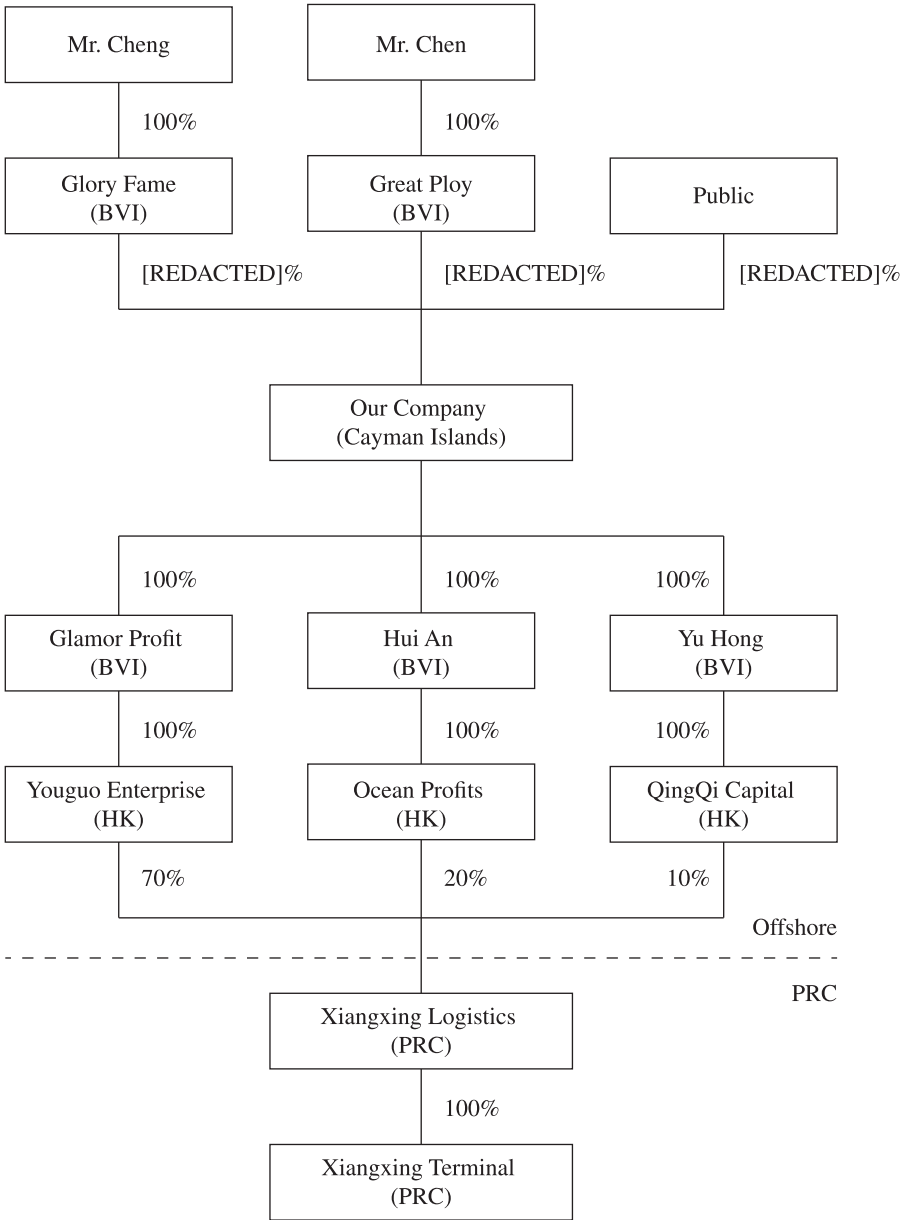 Mr. Cheng
Mr. Chen
100%
100%
Glory Fame
(BVI)
Great Ploy
(BVI)
Public
[REDACTED]%
[REDACTED]%
[REDACTED]%
Our Company
(Cayman Islands)
100%
100%
100%
Glamor Profit
(BVI)
Hui An
(BVI)
Yu Hong
(BVI)
100%
100%
100%
Youguo Enterprise
(HK)
Ocean Profits
(HK)
QingQi Capital
(HK)
70%
20%
10%
Offshore
PRC
Xiangxing Logistics
(PRC)
100%
Xiangxing Terminal
(PRC)